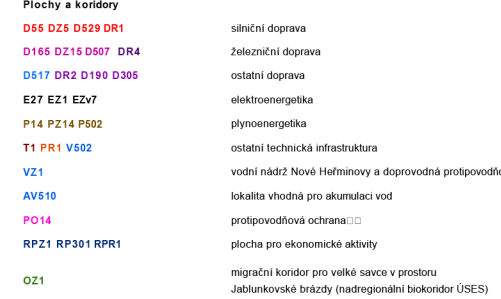 Plochy a koridory
D55 DZ5 D529 DR1 silniční doprava
D165 DZ15 D507 DR4 železniční doprava
D517 DR2 D190 D305 ostatní doprava
E27 EZ1 EZv7 elektroenergetika
P14 PZ14 P502 plynoenergetika
T1 PR1 V502 ostatní technická infrastruktura
VZ1 vodní nádrž Nové Heřminovy a doprovodná protipovodňo
AV510 lokalita vhodná pro akumulaci vod
PO14 protipovodňová ochrana□□
RPZ1 RP301 RPR1 plocha pro ekonomické aktivity
OZ1 migrační koridor pro velké savce v prostoru
Jablunkovské brázdy (nadregionální biokoridor ÚSES)